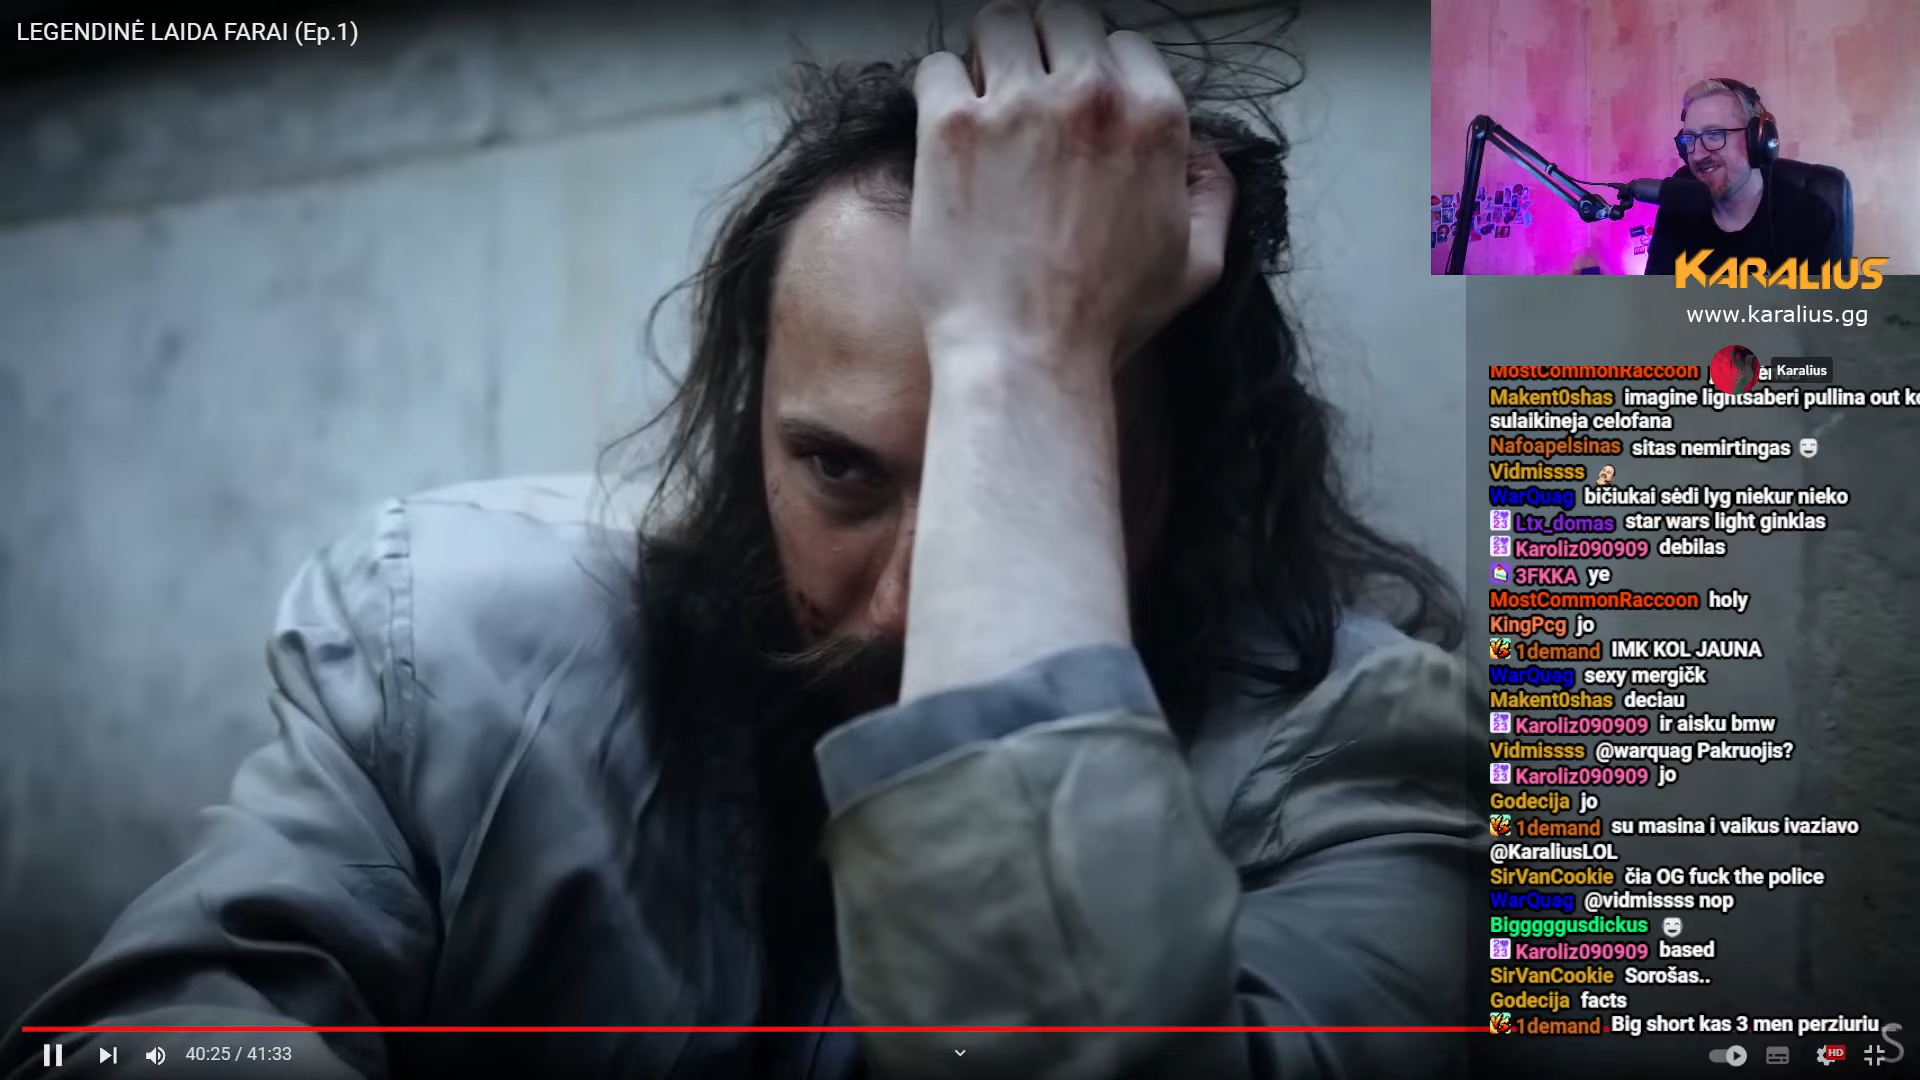 LEGENDINĖ LAIDA FARAI (Ep.1)
KARALIUS
www.karalius.gg
Karalius
MostCommonRaccoon
Makent0shas imagine lightsaberi pullina out
sulaikineja celofana
Nafoapelsinas sitas nemirtingas
Vidmissss
WarQuag bičiukai sėdi lyg niekur nieko
Ltx_domas star wars light ginklas
Karoliz090909 debilas
3FKKA ye
MostCommonRaccoon holy
KingPcg jo
1demand IMK KOL JAUNA
WarQuag sexy mergičk
Makent0shas deciau
Karoliz090909 ir aisku bmw
Vidmissss @warquag Pakruojis?
Karoliz090909 jo
Godecija jo
1demand su masina i vaikus ivaziavo
@KaraliusLOL
SirVanCookie čia OG fuck the police
WarQuag @vidmissss nop
Bigggggusdickus
Karoliz090909 based
SirVanCookie Sorošas..
Godecija facts
1demand Big short kas 3 men perziuriu
40:25 / 41:33
HD